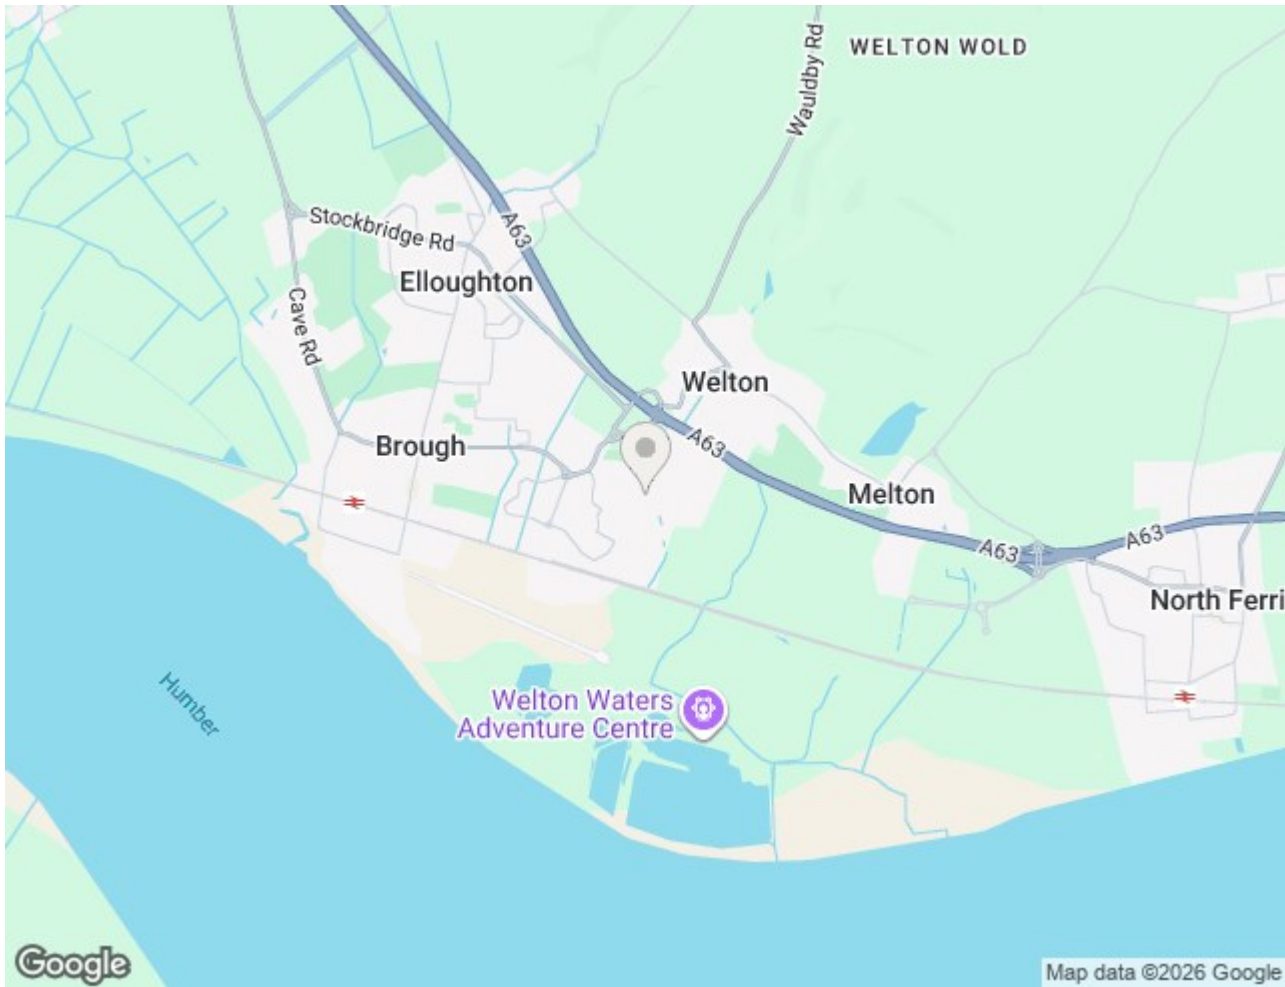 WELTON WOLD
Wauldby Rd
Stockbridge Rd
A63
Elloughton
Cave Rd
Welton
Brough
A63
Melton
A63
A63
North Ferri
Welton Waters
Adventure Centre
Humber
Google
Map data ©2026 Google